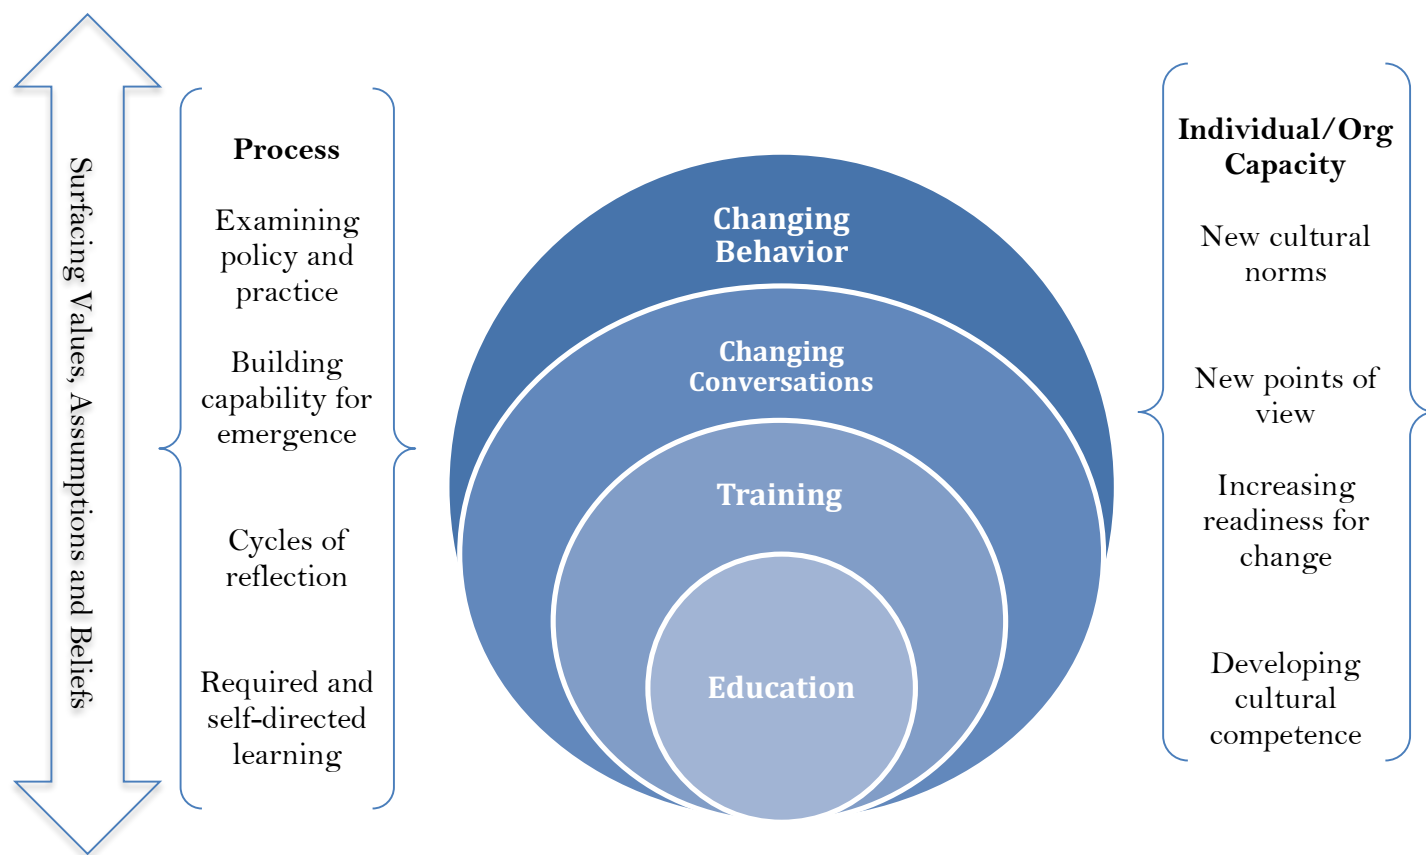 Surfacing Values, Assumptions and Beliefs
Process
Examining
policy and
practice
Building
capability for
emergence
Cycles of
reflection
Required and
self-directed
learning
Changing
Behavior
Changing
Conversations
Training
Education
Individual/Org
Capacity
New cultural
norms
New points of
view
Increasing
readiness for
change
Developing
cultural
competence